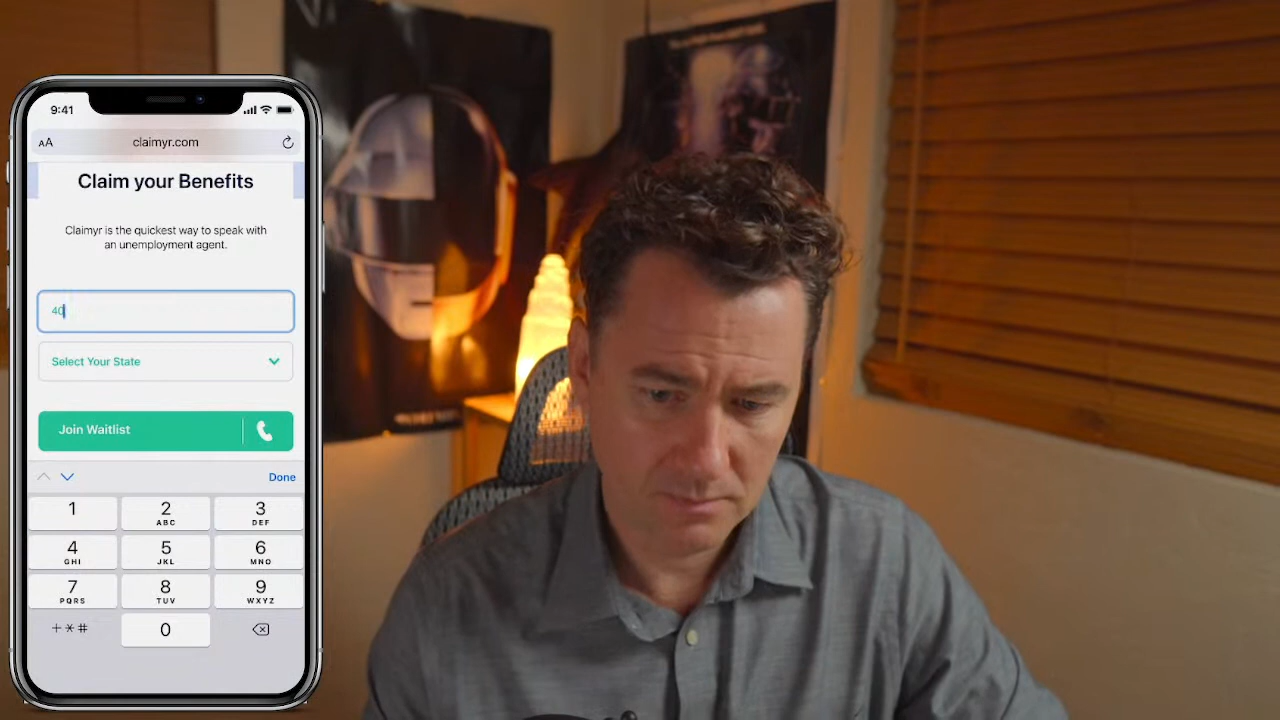 9:41
AA
claimyr.com
Claim your Benefits
Claimyr is the quickest way to speak with
an unemployment agent.
40
Select Your State
Join Waitlist
Done
1
2
3
ABC
DEF
4
5
6
GHI
JKL
MNO
7
8
9
PQRS
TUV
WXYZ
+*#
0